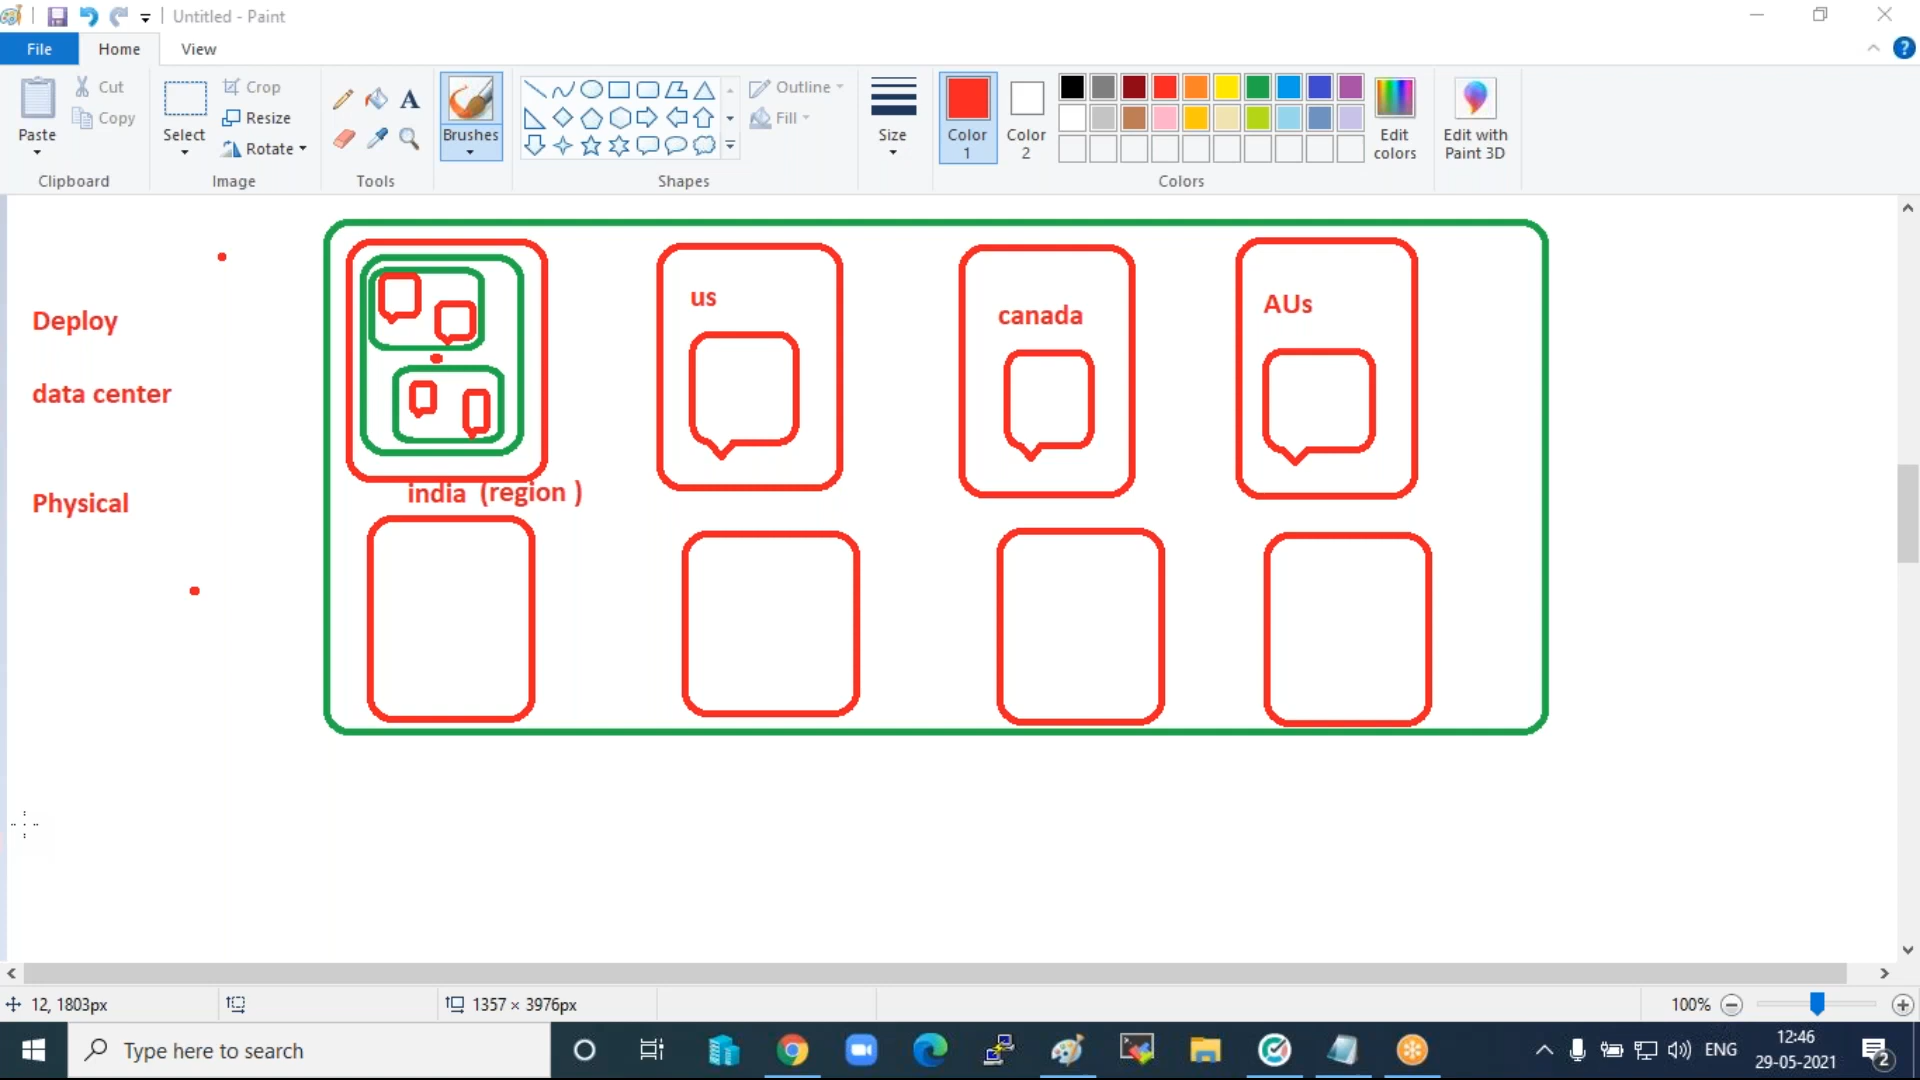 Untitled - Paint
File
Home
View
Paste
Cut
Copy
Clipboard
Select
Crop
Resize
Rotate
Image
A
Tools
Brushes
Shapes
Outline
Fill
Size
Color
1
Color
2
Edit
colors
Colors
Edit with
Paint 3D
?
Deploy
data center
Physical
us
canada
AUs
india (region )
12, 1803px
1357 × 3976px
100%
Type here to search
ENG
12:46
29-05-2021
2